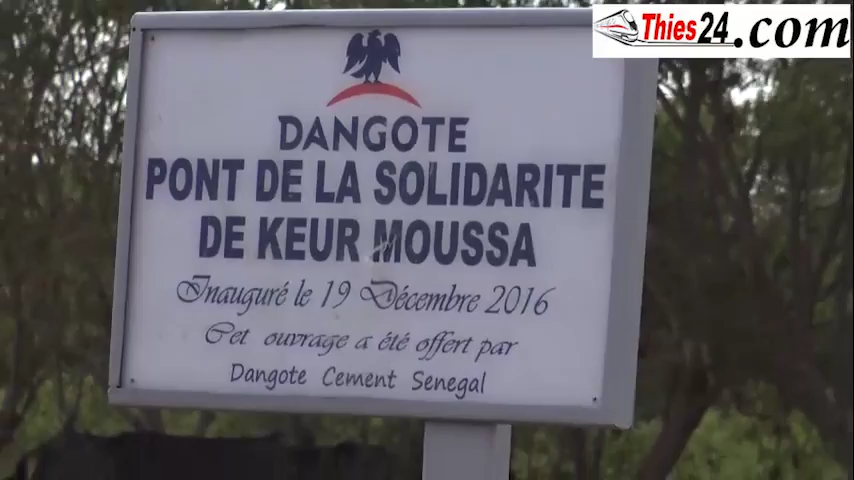 Thies24.com
DANGOTE
PONT DE LA SOLIDARITE
DE KEUR MOUSSA
Inauguré le 19 Décembre 2016
Cet ouvrage a été offert par
Dangote Cement Senegal